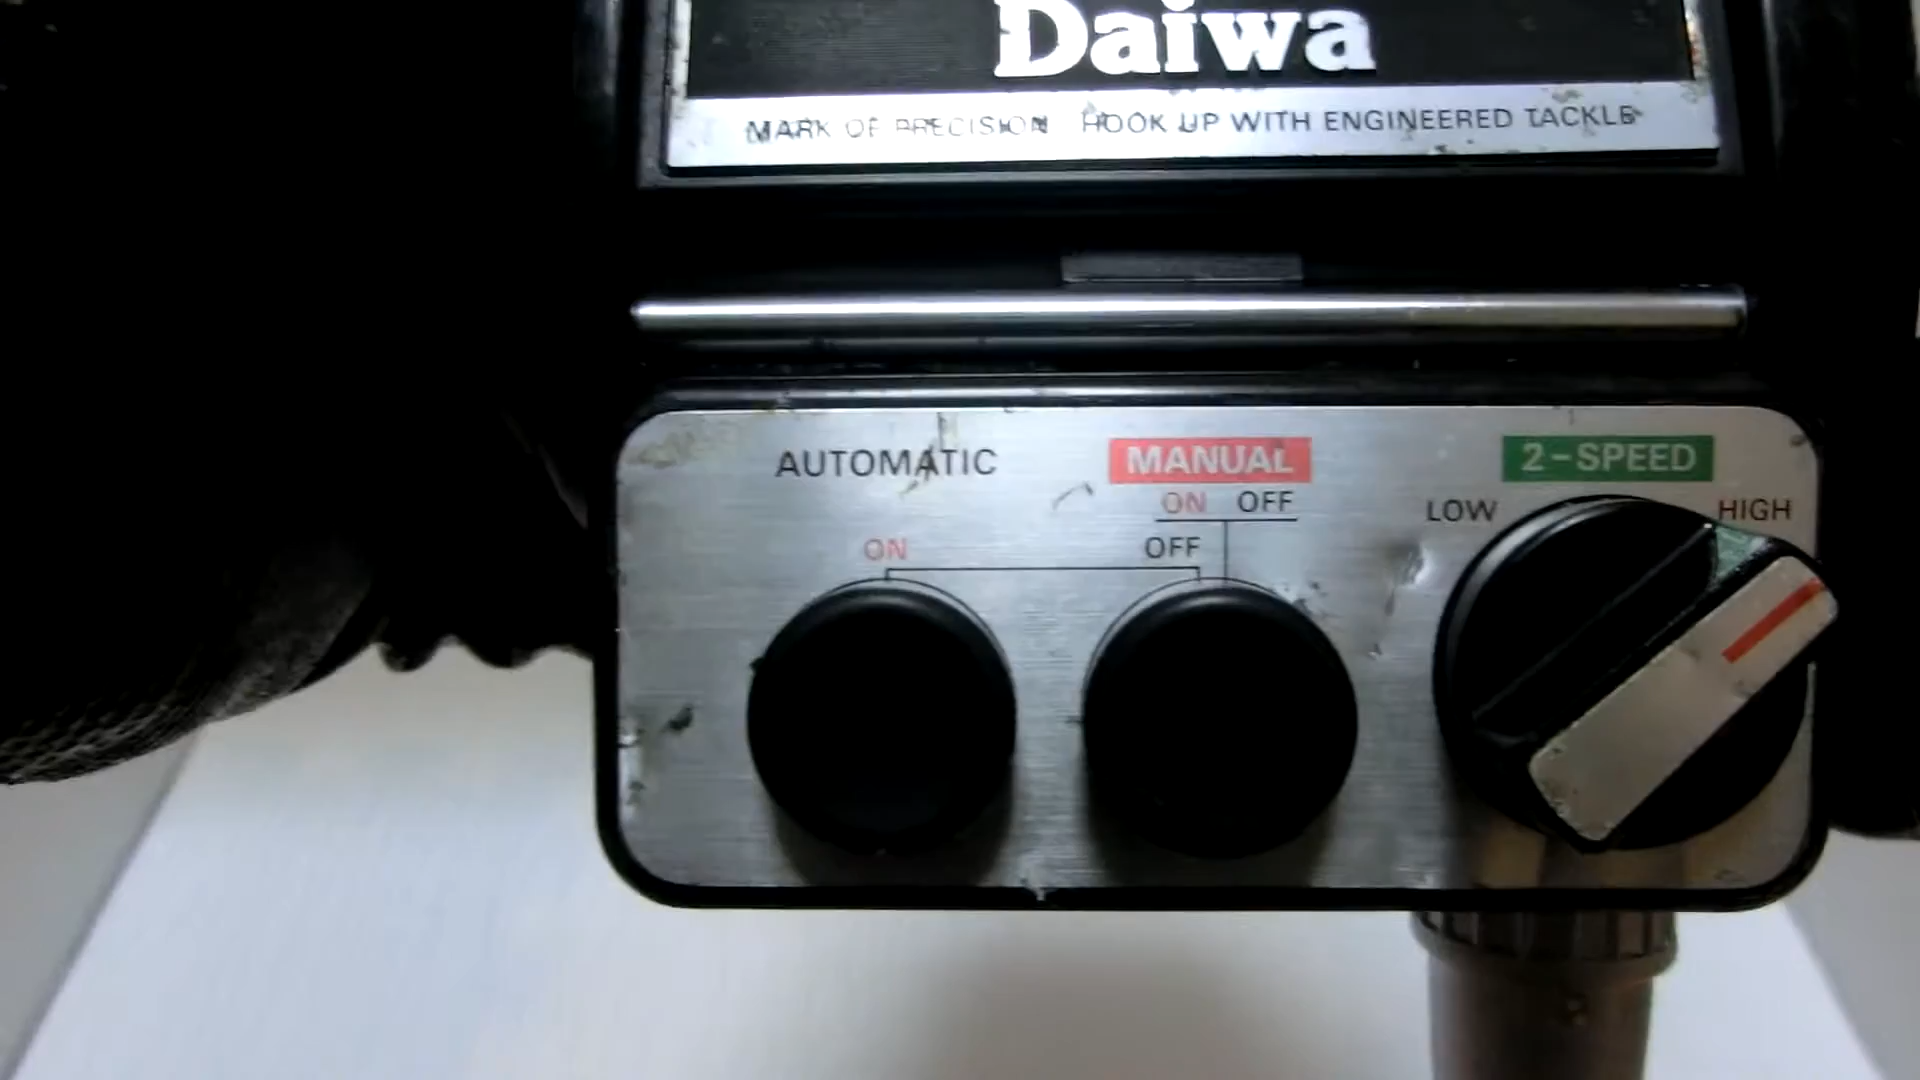 Daiwa
MARK OF PRECISION HOOK UP WITH ENGINEERED TACKLE
AUTOMATIC MANUAL 2-SPEED
ON OFF LOW HIGH
ON OFF